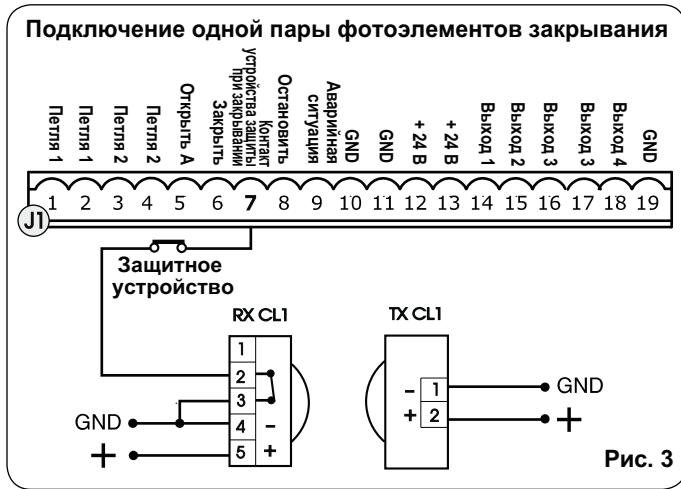 Подключение одной пары фотоэлементов закрывания
Петля 1
Петля 1
Петля 2
Петля 2
Открыть А
Закрыть
Контакт
устройства защиты
при закрывании
Остановить
Аварийная
ситуация
GND
GND
+ 24 В
+ 24 В
Выход 1
Выход 2
Выход 3
Выход 3
Выход 4
GND
1 2 3 4 5 6 7 8 9 10 11 12 13 14 15 16 17 18 19
J1
Защитное
устройство
RX CL1
1
2
3
GND 4 -
+ 5 +
TX CL1
- 1 GND
+ 2 +
Рис. 3